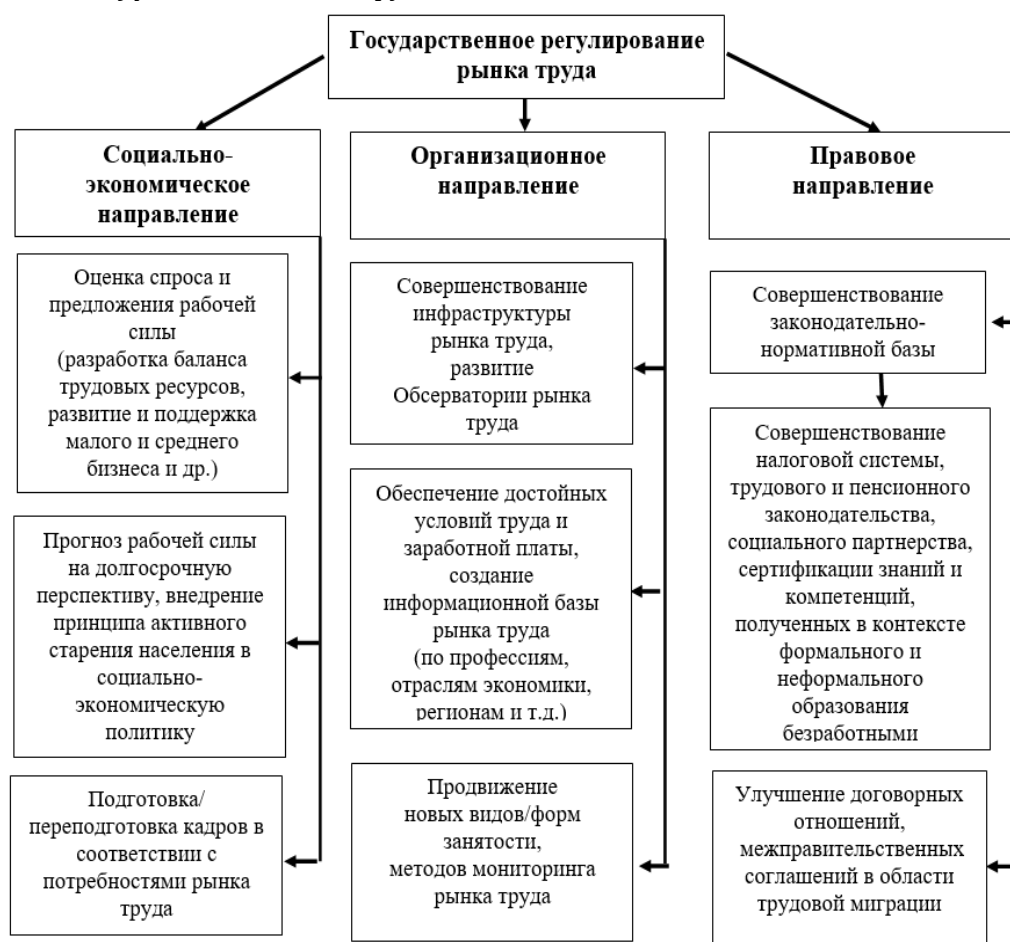 Государственное регулирование
рынка труда
Социально-
экономическое
направление
Оценка спроса и
предложения рабочей
силы
(разработка баланса
трудовых ресурсов,
развитие и поддержка
малого и среднего
бизнеса и др.)
Прогноз рабочей силы
на долгосрочную
перспективу, внедрение
принципа активного
старения населения в
социально-
экономическую
политику
Подготовка/
переподготовка кадров в
соответствии с
потребностями рынка
труда
Организационное
направление
Совершенствование
инфраструктуры
рынка труда,
развитие
Обсерватории рынка
труда
Обеспечение достойных
условий труда и
заработной платы,
создание
информационной базы
рынка труда
(по профессиям,
отраслям экономики,
регионам и т.д.)
Продвижение
новых видов/форм
занятости,
методов мониторинга
рынка труда
Правовое
направление
Совершенствование
законодательно-
нормативной базы
Совершенствование
налоговой системы,
трудового и пенсионного
законодательства,
социального партнерства,
сертификации знаний и
компетенций,
полученных в контексте
формального и
неформального
образования
безработными
Улучшение договорных
отношений,
межправительственных
соглашений в области
трудовой миграции